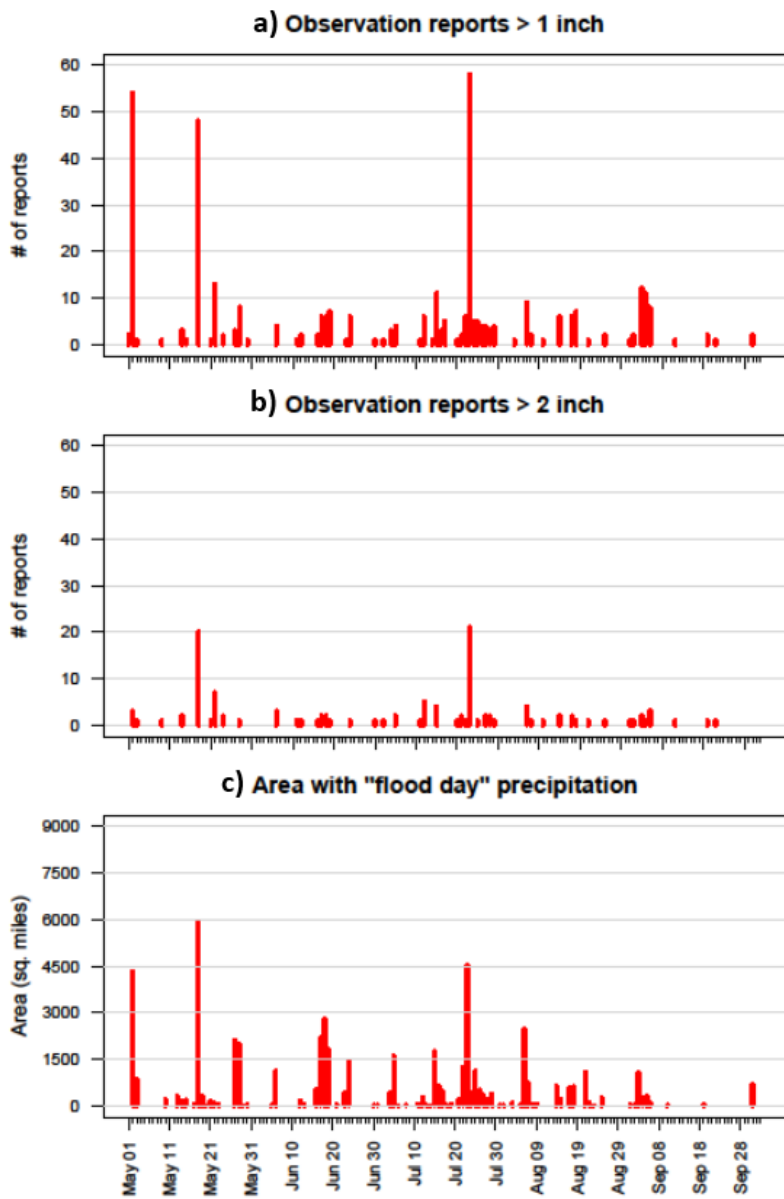 a) Observation reports > 1 inch
# of reports
60
50
40
30
20
10
0
b) Observation reports > 2 inch
# of reports
60
50
40
30
20
10
0
c) Area with "flood day" precipitation
Area (sq. miles)
9000
7500
6000
4500
3000
1500
0
May 01
May 11
May 21
May 31
Jun 10
Jun 20
Jun 30
Jul 10
Jul 20
Jul 30
Aug 09
Aug 19
Aug 29
Sep 08
Sep 18
Sep 28